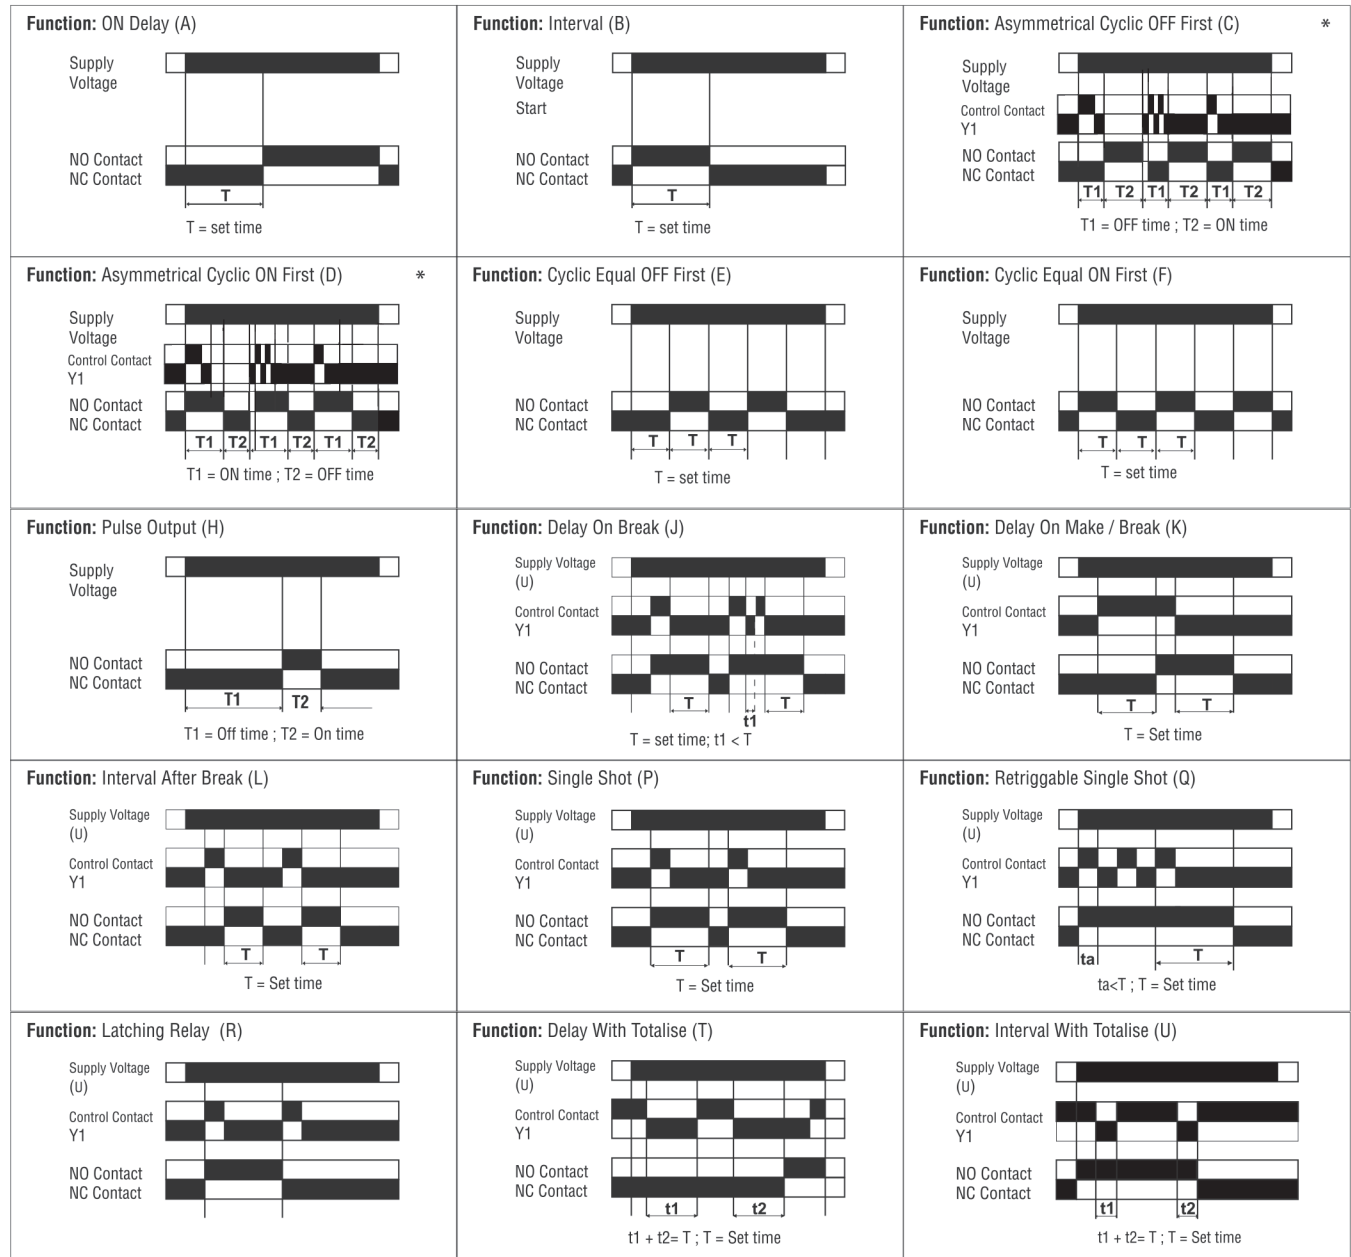 Function: ON Delay (A)
Supply
Voltage
NO Contact
NC Contact
T
T = set time
Function: Interval (B)
Supply
Voltage
Start
NO Contact
NC Contact
T
T = set time
Function: Asymmetrical Cyclic OFF First (C) *
Supply
Voltage
Control Contact
Y1
NO Contact
NC Contact
T1 T2 T1 T2 T1 T2
T1 = OFF time ; T2 = ON time
Function: Asymmetrical Cyclic ON First (D) *
Supply
Voltage
Control Contact
Y1
NO Contact
NC Contact
T1 T2 T1 T2 T1 T2
T1 = ON time ; T2 = OFF time
Function: Cyclic Equal OFF First (E)
Supply
Voltage
NO Contact
NC Contact
T T T
T = set time
Function: Cyclic Equal ON First (F)
Supply
Voltage
NO Contact
NC Contact
T T T
T = set time
Function: Pulse Output (H)
Supply
Voltage
NO Contact
NC Contact
T1 T2
T1 = Off time ; T2 = On time
Function: Delay On Break (J)
Supply Voltage
(U)
Control Contact
Y1
NO Contact
NC Contact
T T
t1
T = set time; t1 < T
Function: Delay On Make / Break (K)
Supply Voltage
(U)
Control Contact
Y1
NO Contact
NC Contact
T T
T = Set time
Function: Interval After Break (L)
Supply Voltage
(U)
Control Contact
Y1
NO Contact
NC Contact
T T
T = Set time
Function: Single Shot (P)
Supply Voltage
(U)
Control Contact
Y1
NO Contact
NC Contact
T T
T = Set time
Function: Retriggable Single Shot (Q)
Supply Voltage
(U)
Control Contact
Y1
NO Contact
NC Contact
ta T
ta<T ; T = Set time
Function: Latching Relay (R)
Supply Voltage
(U)
Control Contact
Y1
NO Contact
NC Contact
Function: Delay With Totalise (T)
Supply Voltage
(U)
Control Contact
Y1
NO Contact
NC Contact
t1 t2
t1 + t2= T ; T = Set time
Function: Interval With Totalise (U)
Supply Voltage
(U)
Control Contact
Y1
NO Contact
NC Contact
t1 t2
t1 + t2= T ; T = Set time